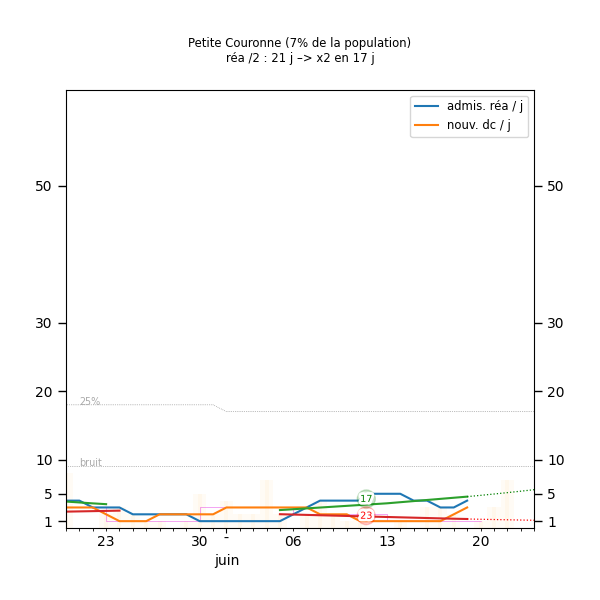 Petite Couronne (7% de la population)
réa /2 : 21 j –> x2 en 17 j
admis. réa / j
nouv. dc / j
50 50
30 30
20 20
25%
10 10
bruit
5 17 5
1 23 1
23 30 - 06 13 20
juin